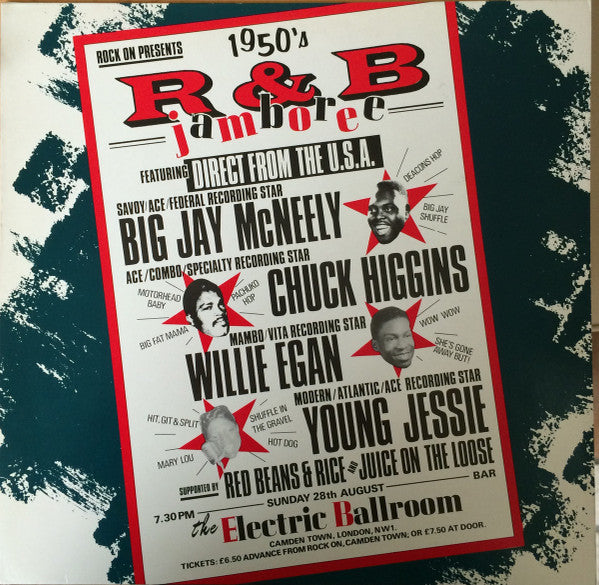 ROCK ON PRESENTS
1950's
R & B
jamboree
FEATURING DIRECT FROM THE U.S.A.
SAVOY/ACE/FEDERAL RECORDING STAR
BIG JAY McNEELY
DEACONS HOP
BIG JAY
SHUFFLE
ACE/COMBO/SPECIALTY RECORDING STAR
CHUCK HIGGINS
MOTORHEAD
BABY
PACHUKO
HOP
BIG FAT MAMA
MAMBO/VITA RECORDING STAR
WILLIE EGAN
WOW WOW
SHE'S GONE
AWAY BUT!
MODERN/ATLANTIC/ACE RECORDING STAR
YOUNG JESSIE
HIT, GIT & SPLIT
SHUFFLE IN
THE GRAVEL
HOT DOG
MARY LOU
SUPPORTED BY RED BEANS & RICE AND JUICE ON THE LOOSE
7.30PM SUNDAY 28th AUGUST BAR
the Electric Ballroom
CAMDEN TOWN, LONDON, NW1.
TICKETS: £6.50 ADVANCE FROM ROCK ON, CAMDEN TOWN; OR £7.50 AT DOOR.